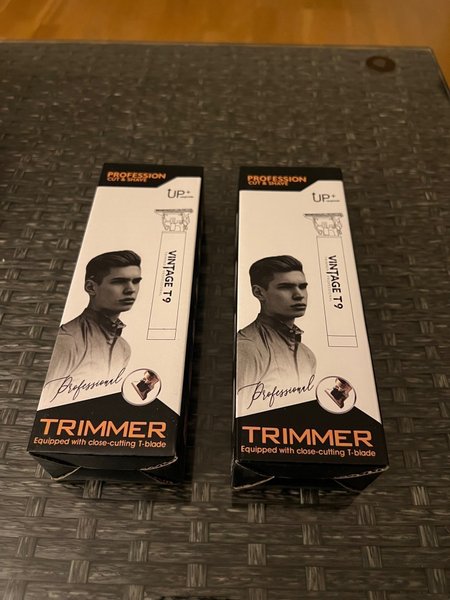 PROFESSION
CUT & SHAVE
UP+
VINTAGE T9
Professional
TRIMMER
Equipped with close-cutting T-blade
PROFESSION
CUT & SHAVE
UP+
VINTAGE T9
Professional
TRIMMER
Equipped with close-cutting T-blade